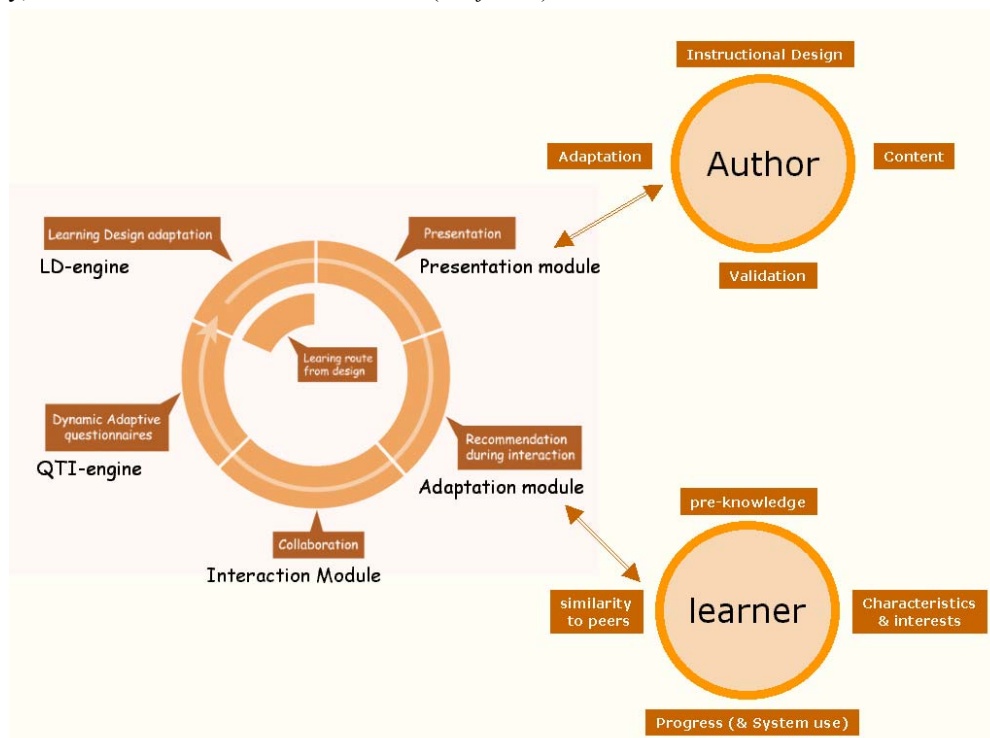 Instructional Design
Adaptation
Author
Content
Validation
Learning Design adaptation
LD-engine
Presentation
Presentation module
Learing route
from design
Dynamic Adaptive
questionnaires
QTI-engine
Recommendation
during interaction
Adaptation module
Collaboration
Interaction Module
pre-knowledge
similarity
to peers
learner
Characteristics
& interests
Progress (& System use)